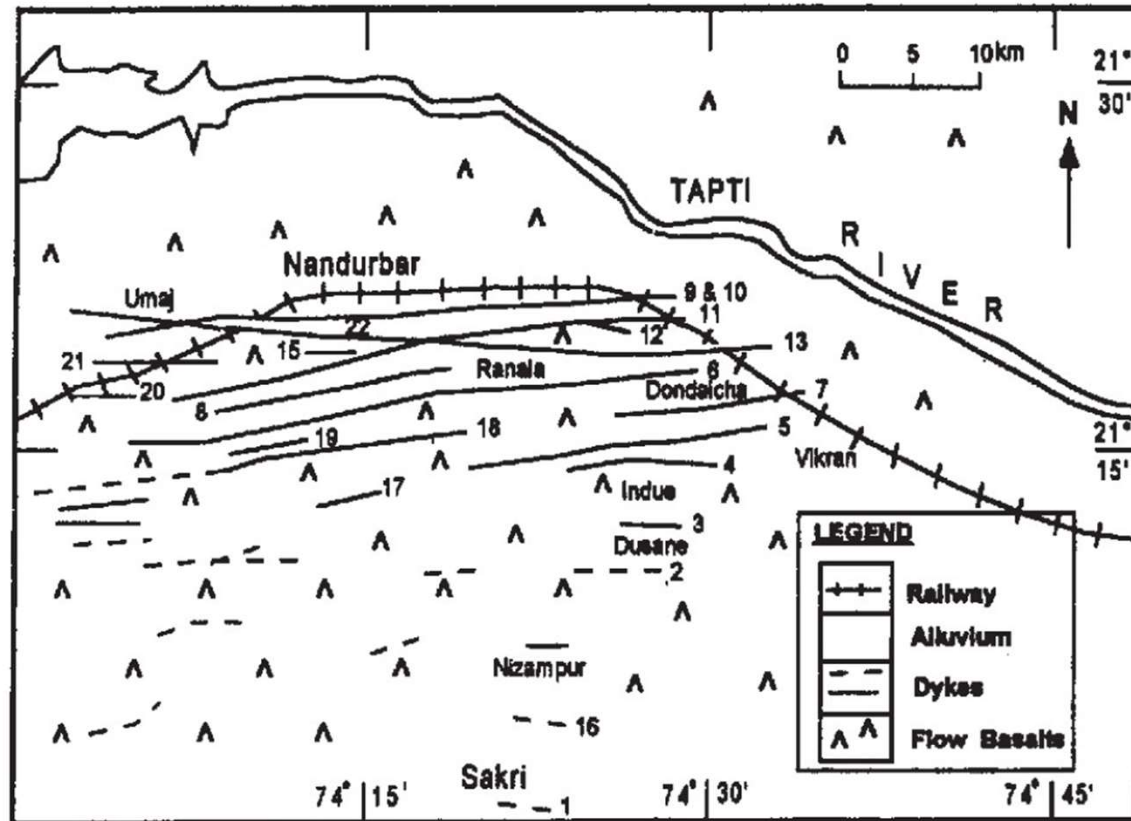 0 5 10km
21°
30'
N
TAPTI
RIVER
Nandurbar
Umaj
9 & 10
11
22
12
15
13
21
Ranala
6
20
Dondaicha
7
8
18
5
19
Vikran
21°
15'
4
17
Indue
3
Dusane
2
LEGEND
Railway
Alluvium
Dykes
Flow Basalts
Nizampur
16
Sakri
74° 15'
74° 30'
74° 45'
1